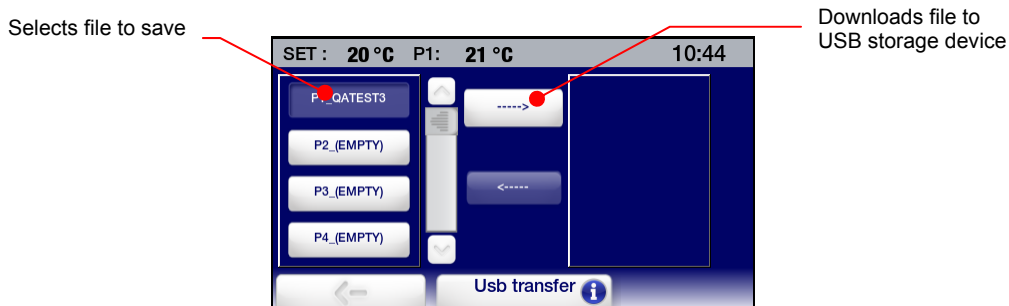 Selects file to save
Downloads file to
USB storage device
SET : 20 °C P1: 21 °C 10:44
P1_QATEST3
----->
P2_(EMPTY)
P3_(EMPTY)
<-----
P4_(EMPTY)
Usb transfer